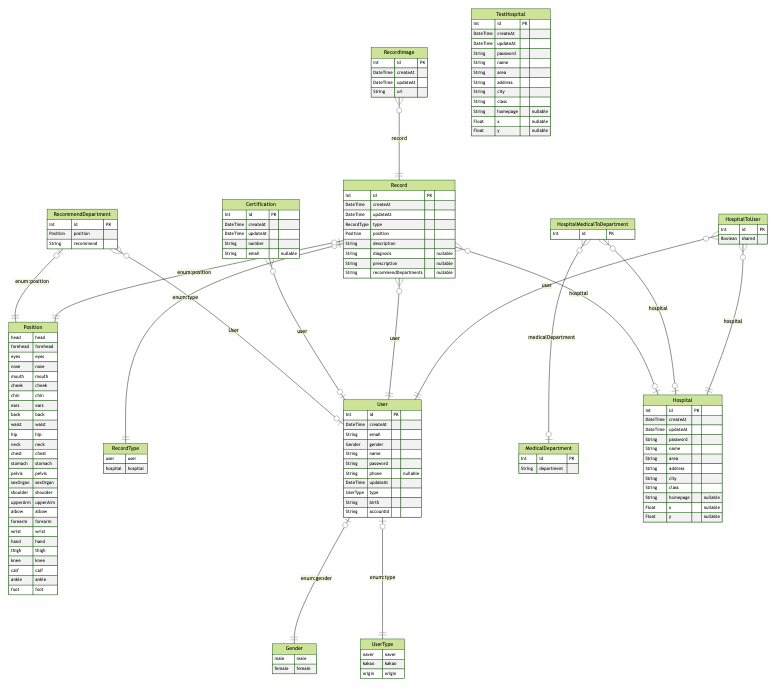 TestHospital
Int id PK
DateTime createAt
DateTime updateAt
String password
String name
String area
String address
String city
String class
String homepage nullable
Float x nullable
Float y nullable
RecordImage
Int id PK
DateTime createAt
DateTime updateAt
String url
record
Record
Int id PK
DateTime createAt
DateTime updateAt
RecordType type
Position position
String description
String diagnosis nullable
String prescription nullable
String recommendDepartments nullable
Certification
Int id PK
DateTime createAt
DateTime updateAt
String number
String email nullable
RecommendDepartment
Int id PK
Position position
String recommend
HospitalMedicalToDepartment
Int id PK
HospitalToUser
Int id PK
Boolean shared
enum:position
enum:position
enum:type
User
user
user
user
hospital
hospital
hospital
medicalDepartment
Position
head head
forehead forehead
eyes eyes
nose nose
mouth mouth
cheek cheek
chin chin
ears ears
back back
waist waist
hip hip
neck neck
chest chest
stomach stomach
pelvis pelvis
sexOrgan sexOrgan
shoulder shoulder
upperArm upperArm
albow albow
forearm forearm
wrist wrist
hand hand
thigh thigh
knee knee
calf calf
ankle ankle
foot foot
RecordType
user user
hospital hospital
User
Int id PK
DateTime createAt
String email
Gender gender
String name
String password
String phone nullable
DateTime updateAt
UserType type
String birth
String accountId
MedicalDepartment
Int id PK
String department
Hospital
Int id PK
DateTime createAt
DateTime updateAt
String password
String name
String area
String address
String city
String class
String homepage nullable
Float x nullable
Float y nullable
enum:gender
enum:type
Gender
male male
female female
UserType
naver naver
kakao kakao
origin origin